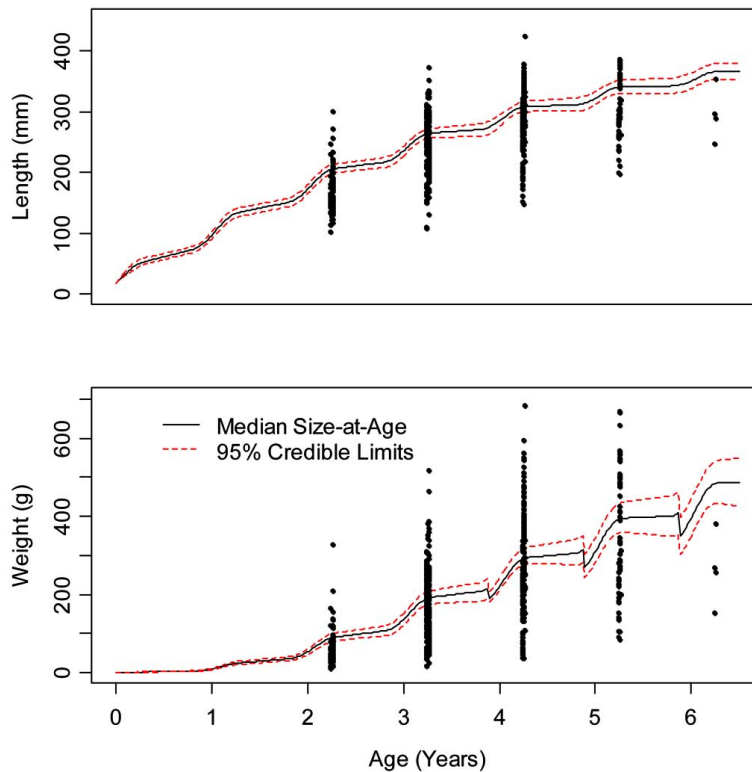 400
300
200
100
0
Length (mm)
Median Size-at-Age
95% Credible Limits
600
400
200
0
Weight (g)
0 1 2 3 4 5 6
Age (Years)